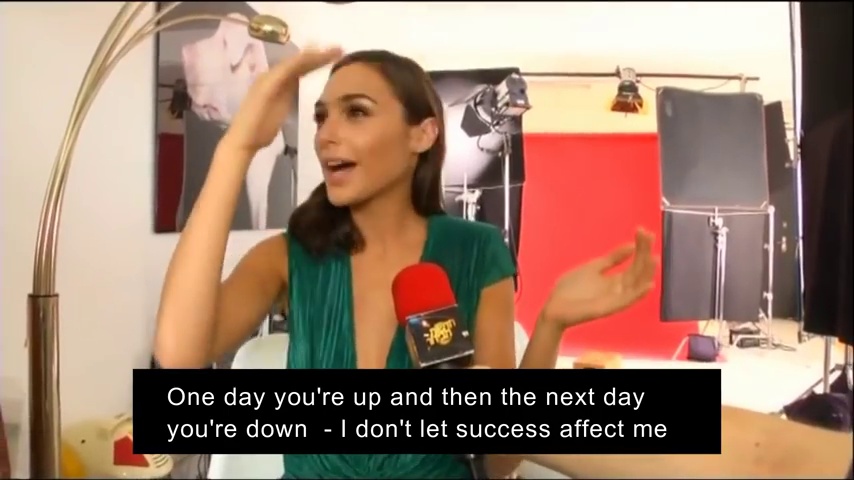 One day you're up and then the next day
you're down - I don't let success affect me